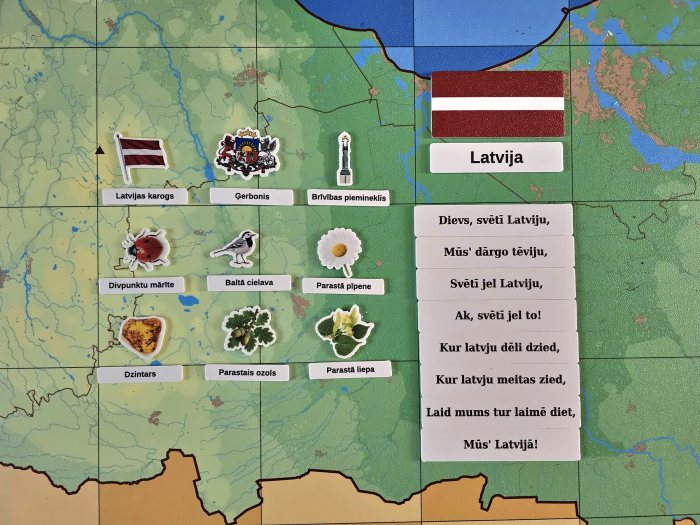 Latvija
Latvijas karogs
Ģerbonis
Brīvības piemineklis
Divpunktu mārīte
Baltā cielava
Parastā pīpene
Dzintars
Parastais ozols
Parastā liepa
Dievs, svētī Latviju,
Mūs' dārgo tēviju,
Svētī jel Latviju,
Ak, svētī jel to!
Kur latvju dēli dzied,
Kur latvju meitas zied,
Laid mums tur laimē diet,
Mūs' Latvijā!